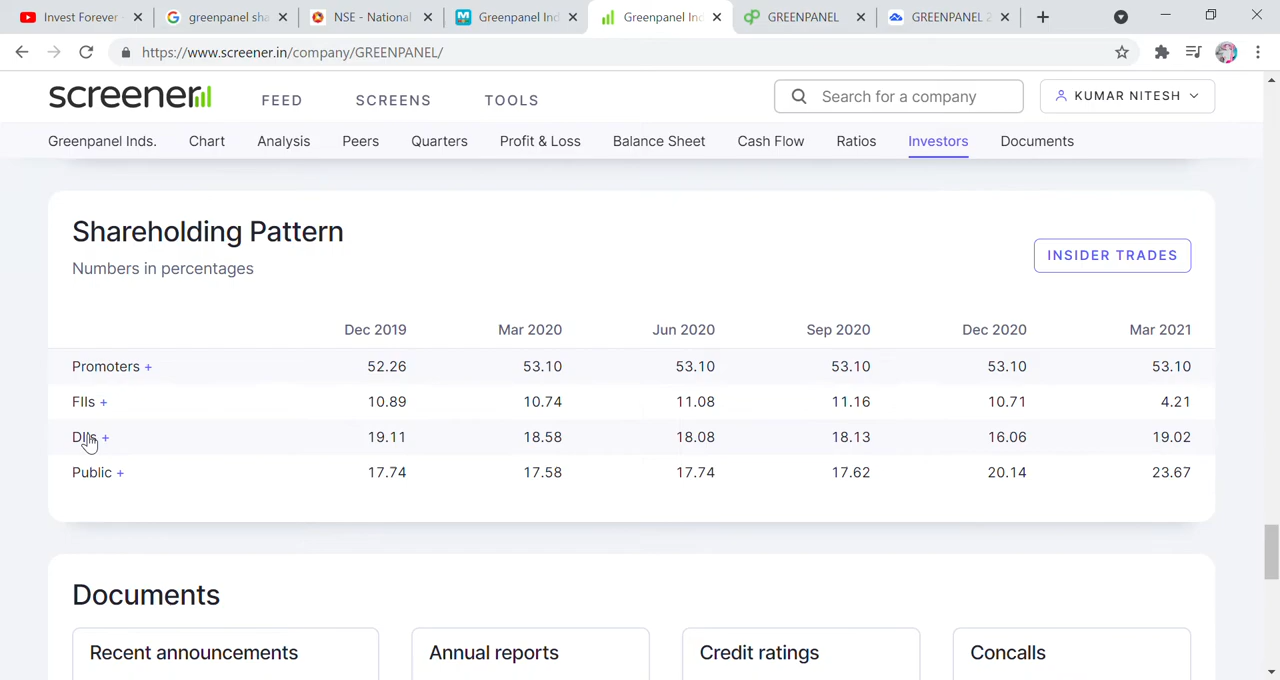 Invest Forever
greenpanel sha
NSE - National
Greenpanel Ind
Greenpanel Ind
GREENPANEL
GREENPANEL 2
https://www.screener.in/company/GREENPANEL/
screener
FEED SCREENS TOOLS
Search for a company
KUMAR NITESH
Greenpanel Inds. Chart Analysis Peers Quarters Profit & Loss Balance Sheet Cash Flow Ratios Investors Documents
Shareholding Pattern
Numbers in percentages
INSIDER TRADES
Dec 2019 Mar 2020 Jun 2020 Sep 2020 Dec 2020 Mar 2021
Promoters + 52.26 53.10 53.10 53.10 53.10 53.10
FIIs + 10.89 10.74 11.08 11.16 10.71 4.21
DIIs + 19.11 18.58 18.08 18.13 16.06 19.02
Public + 17.74 17.58 17.74 17.62 20.14 23.67
Documents
Recent announcements
Annual reports
Credit ratings
Concalls